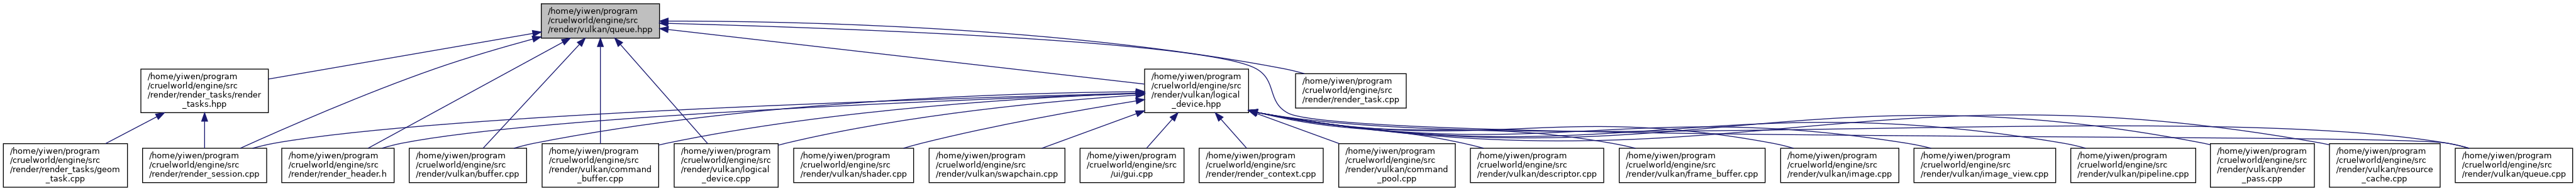 /home/yiwen/program
/cruelworld/engine/src
/render/vulkan/queue.hpp
/home/yiwen/program
/cruelworld/engine/src
/render/render_tasks/render
_tasks.hpp
/home/yiwen/program
/cruelworld/engine/src
/render/vulkan/logical
_device.hpp
/home/yiwen/program
/cruelworld/engine/src
/render/render_task.cpp
/home/yiwen/program
/cruelworld/engine/src
/render/render_tasks/geom
_task.cpp
/home/yiwen/program
/cruelworld/engine/src
/render/render_session.cpp
/home/yiwen/program
/cruelworld/engine/src
/render/render_header.h
/home/yiwen/program
/cruelworld/engine/src
/render/vulkan/buffer.cpp
/home/yiwen/program
/cruelworld/engine/src
/render/vulkan/command
_buffer.cpp
/home/yiwen/program
/cruelworld/engine/src
/render/vulkan/logical
_device.cpp
/home/yiwen/program
/cruelworld/engine/src
/render/vulkan/shader.cpp
/home/yiwen/program
/cruelworld/engine/src
/render/vulkan/swapchain.cpp
/home/yiwen/program
/cruelworld/engine/src
/ui/gui.cpp
/home/yiwen/program
/cruelworld/engine/src
/render/render_context.cpp
/home/yiwen/program
/cruelworld/engine/src
/render/vulkan/command
_pool.cpp
/home/yiwen/program
/cruelworld/engine/src
/render/vulkan/descriptor.cpp
/home/yiwen/program
/cruelworld/engine/src
/render/vulkan/frame_buffer.cpp
/home/yiwen/program
/cruelworld/engine/src
/render/vulkan/image.cpp
/home/yiwen/program
/cruelworld/engine/src
/render/vulkan/image_view.cpp
/home/yiwen/program
/cruelworld/engine/src
/render/vulkan/pipeline.cpp
/home/yiwen/program
/cruelworld/engine/src
/render/vulkan/render
_pass.cpp
/home/yiwen/program
/cruelworld/engine/src
/render/vulkan/resource
_cache.cpp
/home/yiwen/program
/cruelworld/engine/src
/render/vulkan/queue.cpp